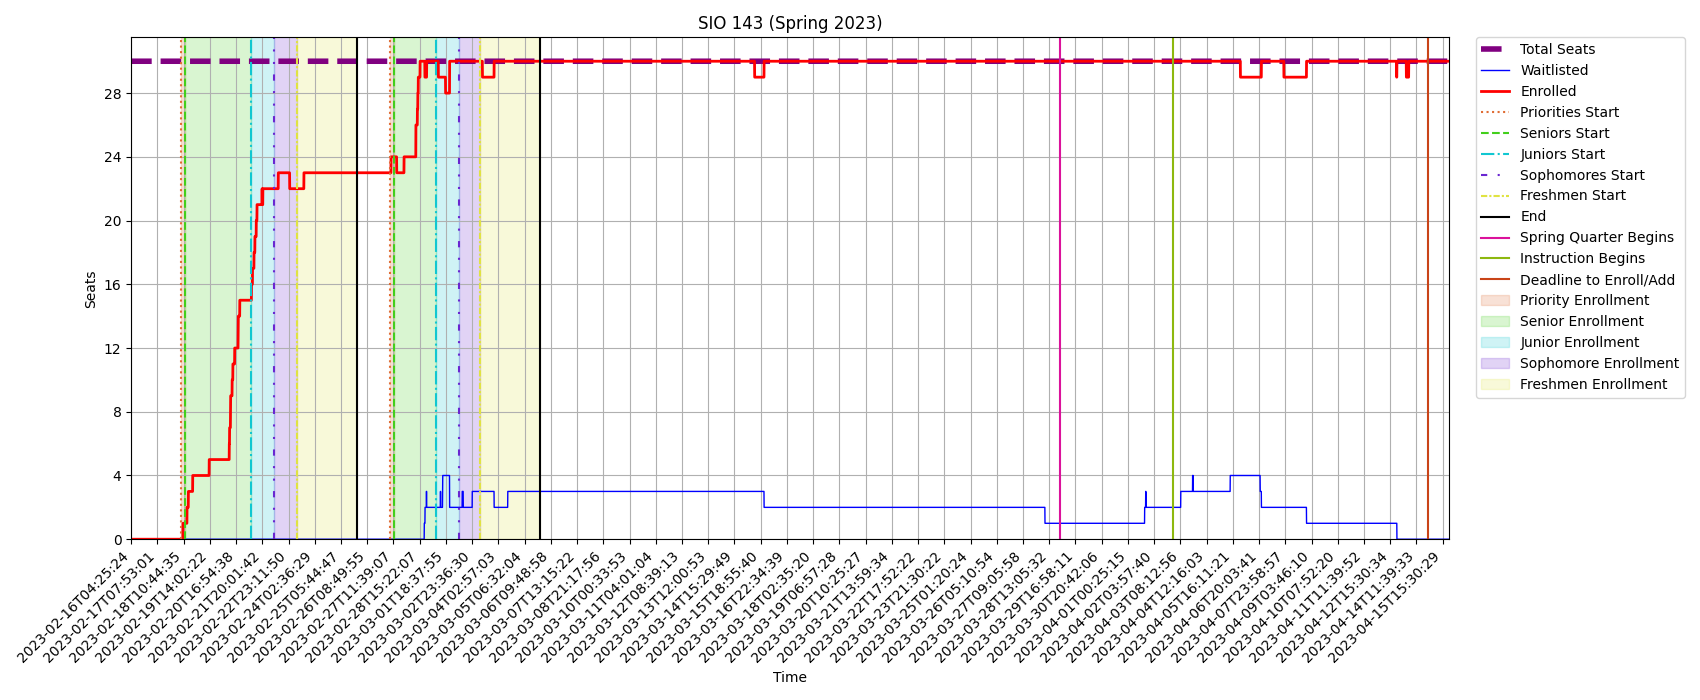 SIO 143 (Spring 2023)
Seats
28
24
20
16
12
8
4
0
2023-02-16T04:25:24
2023-02-17T07:53:01
2023-02-18T10:44:35
2023-02-19T14:02:22
2023-02-20T16:54:38
2023-02-21T20:01:42
2023-02-22T23:11:50
2023-02-24T02:36:29
2023-02-25T05:44:47
2023-02-26T08:49:55
2023-02-27T11:39:07
2023-02-28T15:22:07
2023-03-01T18:37:55
2023-03-02T23:36:30
2023-03-04T02:57:03
2023-03-05T06:32:04
2023-03-06T09:48:58
2023-03-07T13:15:22
2023-03-08T21:17:56
2023-03-10T00:33:53
2023-03-11T04:01:04
2023-03-12T08:39:13
2023-03-13T12:00:53
2023-03-14T15:29:49
2023-03-15T18:55:40
2023-03-16T22:34:39
2023-03-18T02:35:20
2023-03-19T06:57:28
2023-03-20T10:25:27
2023-03-21T13:59:34
2023-03-22T17:52:22
2023-03-23T21:30:22
2023-03-25T01:20:24
2023-03-26T05:10:54
2023-03-27T09:05:58
2023-03-28T13:05:32
2023-03-29T16:58:11
2023-03-30T20:42:06
2023-04-01T00:25:15
2023-04-02T03:57:40
2023-04-03T08:12:56
2023-04-04T12:16:03
2023-04-05T16:11:21
2023-04-06T20:03:41
2023-04-07T23:58:57
2023-04-09T03:46:10
2023-04-10T07:52:20
2023-04-11T11:39:52
2023-04-12T15:30:34
2023-04-14T11:39:33
2023-04-15T15:30:29
Time
Total Seats
Waitlisted
Enrolled
Priorities Start
Seniors Start
Juniors Start
Sophomores Start
Freshmen Start
End
Spring Quarter Begins
Instruction Begins
Deadline to Enroll/Add
Priority Enrollment
Senior Enrollment
Junior Enrollment
Sophomore Enrollment
Freshmen Enrollment